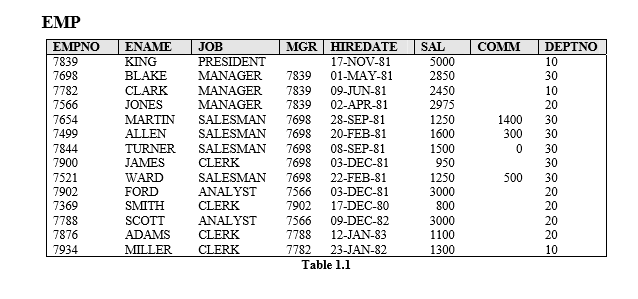 EMP
EMPNO ENAME JOB MGR HIREDATE SAL COMM DEPTNO
7839 KING PRESIDENT 17-NOV-81 5000 10
7698 BLAKE MANAGER 7839 01-MAY-81 2850 30
7782 CLARK MANAGER 7839 09-JUN-81 2450 10
7566 JONES MANAGER 7839 02-APR-81 2975 20
7654 MARTIN SALESMAN 7698 28-SEP-81 1250 1400 30
7499 ALLEN SALESMAN 7698 20-FEB-81 1600 300 30
7844 TURNER SALESMAN 7698 08-SEP-81 1500 0 30
7900 JAMES CLERK 7698 03-DEC-81 950 30
7521 WARD SALESMAN 7698 22-FEB-81 1250 500 30
7902 FORD ANALYST 7566 03-DEC-81 3000 20
7369 SMITH CLERK 7902 17-DEC-80 800 20
7788 SCOTT ANALYST 7566 09-DEC-82 3000 20
7876 ADAMS CLERK 7788 12-JAN-83 1100 20
7934 MILLER CLERK 7782 23-JAN-82 1300 10
Table 1.1